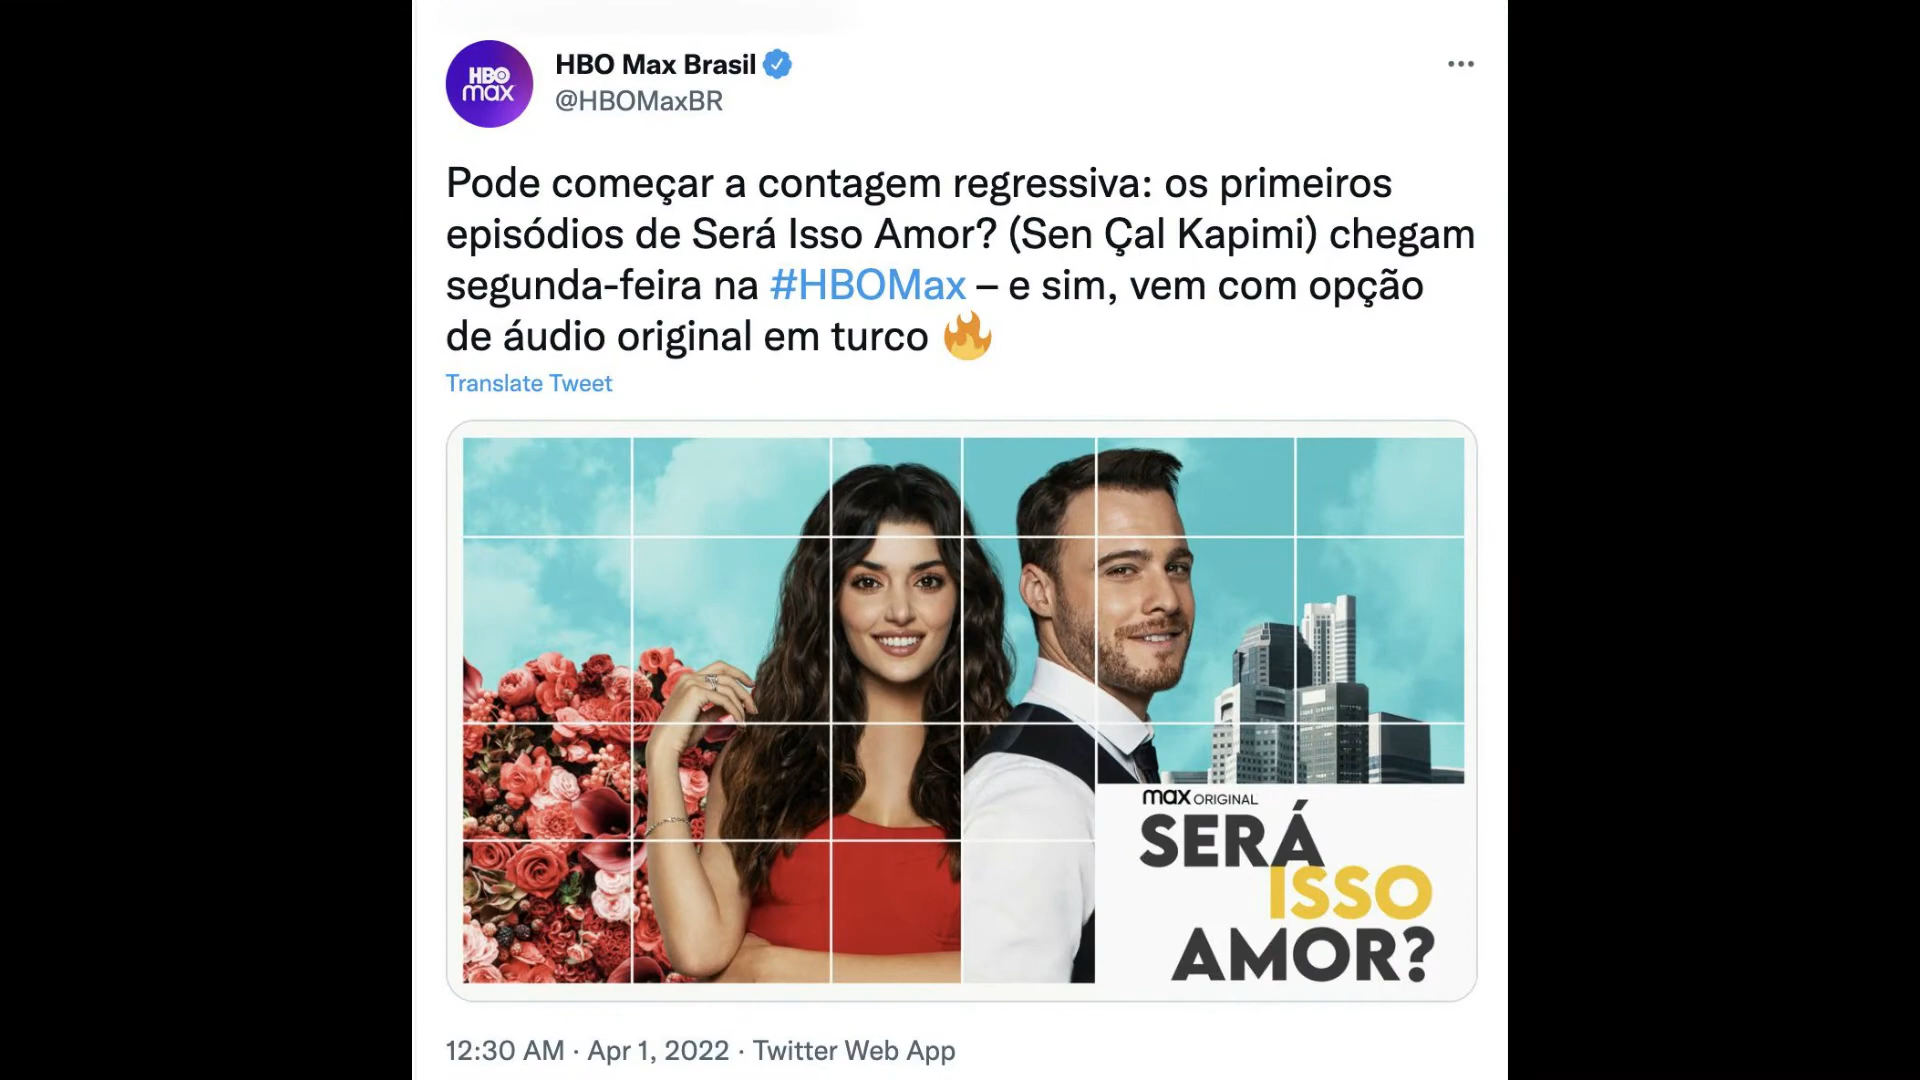 HBO
max
HBO Max Brasil
@HBOMaxBR
Pode começar a contagem regressiva: os primeiros
episódios de Será Isso Amor? (Sen Çal Kapimi) chegam
segunda-feira na #HBOMax – e sim, vem com opção
de áudio original em turco 🔥
Translate Tweet
max ORIGINAL
SERÁ
ISSO
AMOR?
12:30 AM · Apr 1, 2022 · Twitter Web App